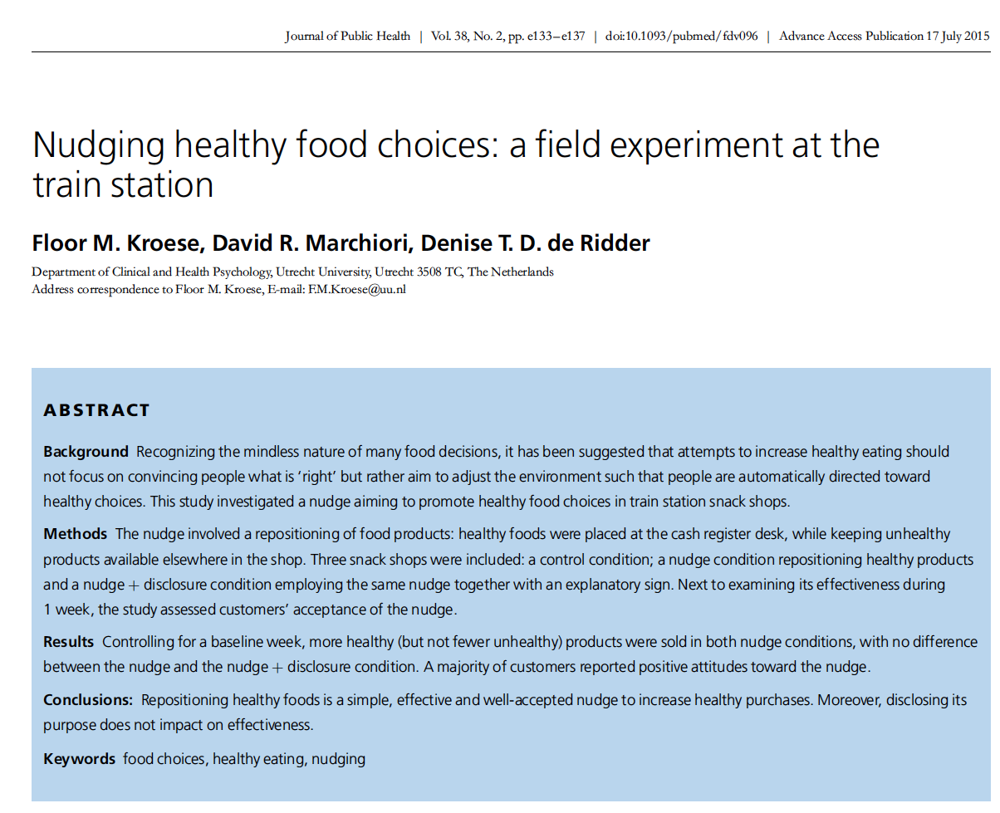 Journal of Public Health | Vol. 38, No. 2, pp. e133–e137 | doi:10.1093/pubmed/fdv096 | Advance Access Publication 17 July 2015
Nudging healthy food choices: a field experiment at the
train station
Floor M. Kroese, David R. Marchiori, Denise T. D. de Ridder
Department of Clinical and Health Psychology, Utrecht University, Utrecht 3508 TC, The Netherlands
Address correspondence to Floor M. Kroese, E-mail: F.M.Kroese@uu.nl
ABSTRACT
Background Recognizing the mindless nature of many food decisions, it has been suggested that attempts to increase healthy eating should
not focus on convincing people what is ‘right’ but rather aim to adjust the environment such that people are automatically directed toward
healthy choices. This study investigated a nudge aiming to promote healthy food choices in train station snack shops.
Methods The nudge involved a repositioning of food products: healthy foods were placed at the cash register desk, while keeping unhealthy
products available elsewhere in the shop. Three snack shops were included: a control condition; a nudge condition repositioning healthy products
and a nudge + disclosure condition employing the same nudge together with an explanatory sign. Next to examining its effectiveness during
1 week, the study assessed customers’ acceptance of the nudge.
Results Controlling for a baseline week, more healthy (but not fewer unhealthy) products were sold in both nudge conditions, with no difference
between the nudge and the nudge + disclosure condition. A majority of customers reported positive attitudes toward the nudge.
Conclusions: Repositioning healthy foods is a simple, effective and well-accepted nudge to increase healthy purchases. Moreover, disclosing its
purpose does not impact on effectiveness.
Keywords food choices, healthy eating, nudging